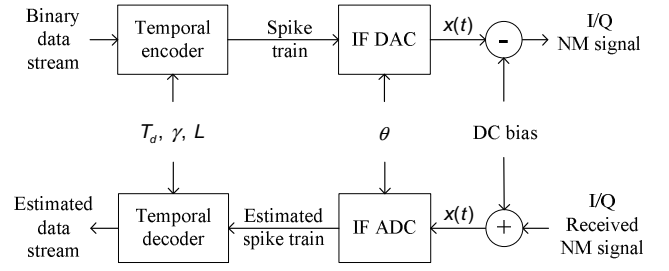 Binary
data
stream
Temporal
encoder
Spike
train
IF DAC
x(t)
-
I/Q
NM signal
T_d, γ, L
θ
DC bias
Estimated
data
stream
Temporal
decoder
Estimated
spike train
IF ADC
x(t)
+
I/Q
Received
NM signal